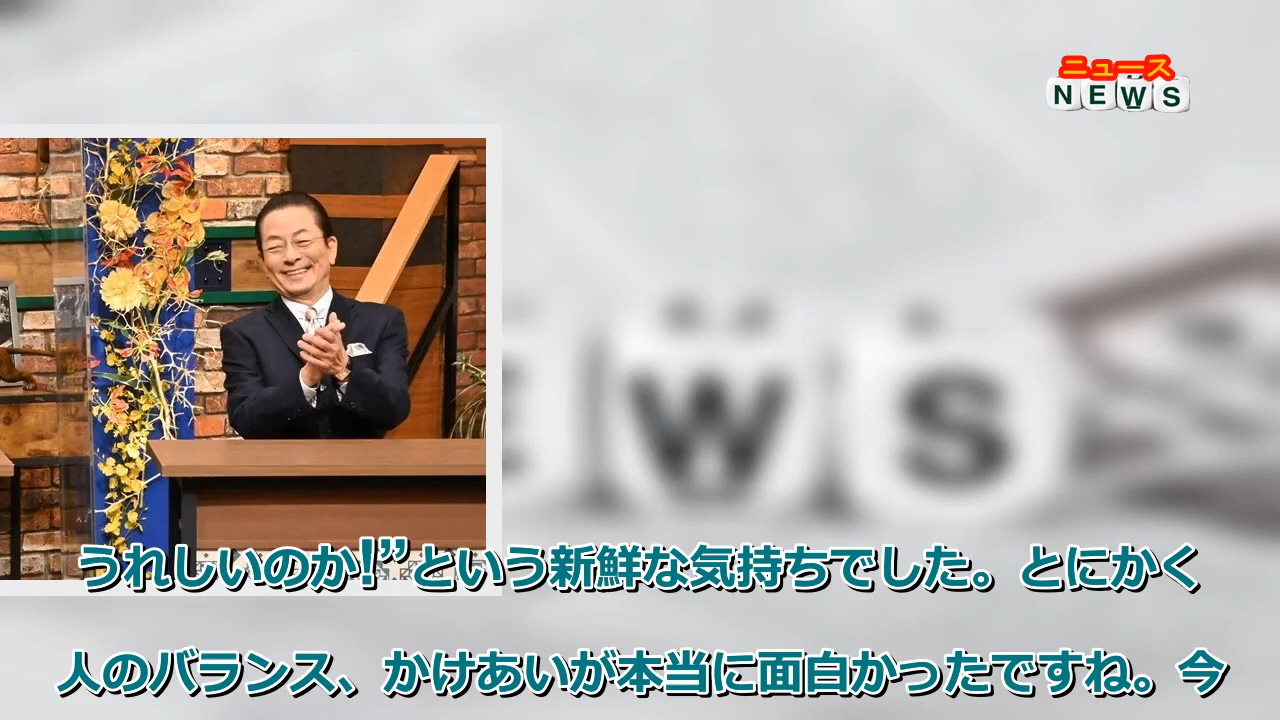 ニュース
NEWS
W S
うれしいのか!”という新鮮な気持ちでした。とにかく
人のバランス、かけあいが本当に面白かったですね。今